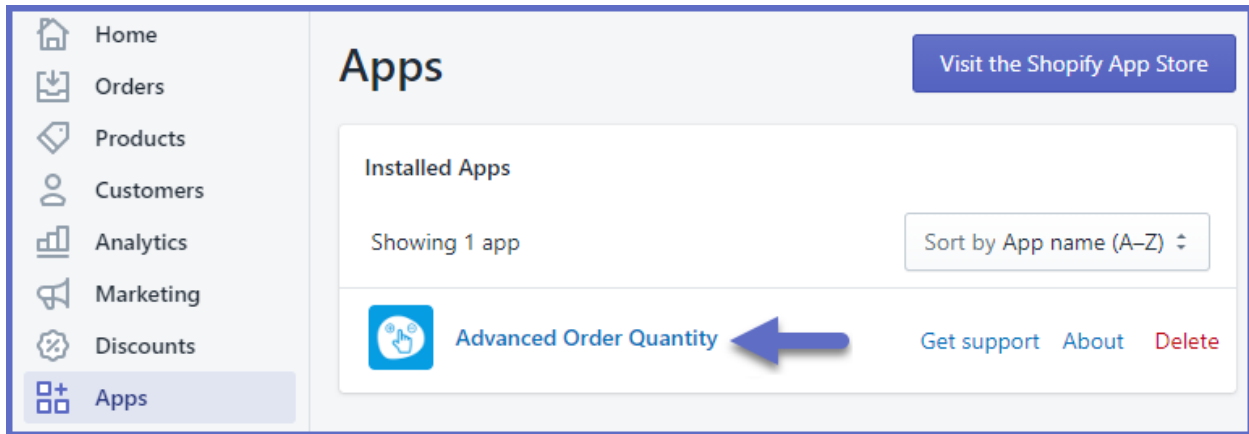 Home
Orders
Products
Customers
Analytics
Marketing
Discounts
Apps
Apps
Visit the Shopify App Store
Installed Apps
Showing 1 app
Sort by App name (A–Z)
Advanced Order Quantity
Get support About Delete